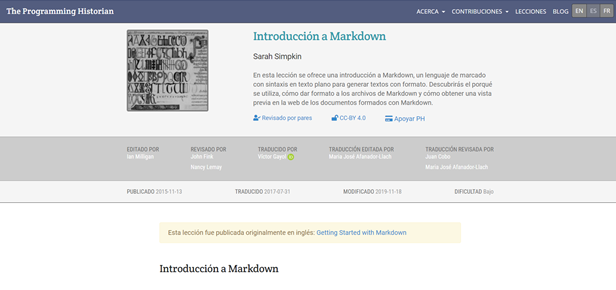 The Programming Historian
ACERCA CONTRIBUCIONES LECCIONES BLOG EN ES FR
Introducción a Markdown
Sarah Simpkin
En esta lección se ofrece una introducción a Markdown, un lenguaje de marcado
con sintaxis en texto plano para generar textos con formato. Descubrirás el porqué
se utiliza, cómo dar formato a los archivos de Markdown y cómo obtener una vista
previa en la web de los documentos formados con Markdown.
Revisado por pares CC-BY 4.0 Apoyar PH
EDITADO POR REVISADO POR TRADUCIDO POR TRADUCCIÓN EDITADA POR TRADUCCIÓN REVISADA POR
Ian Milligan John Fink Víctor Gayol Maria José Afanador-Llach Juan Cobo
Nancy Lemay Maria José Afanador-Llach
PUBLICADO 2015-11-13 TRADUCIDO 2017-07-31 MODIFICADO 2019-11-18 DIFICULTAD Bajo
Esta lección fue publicada originalmente en inglés: Getting Started with Markdown
Introducción a Markdown